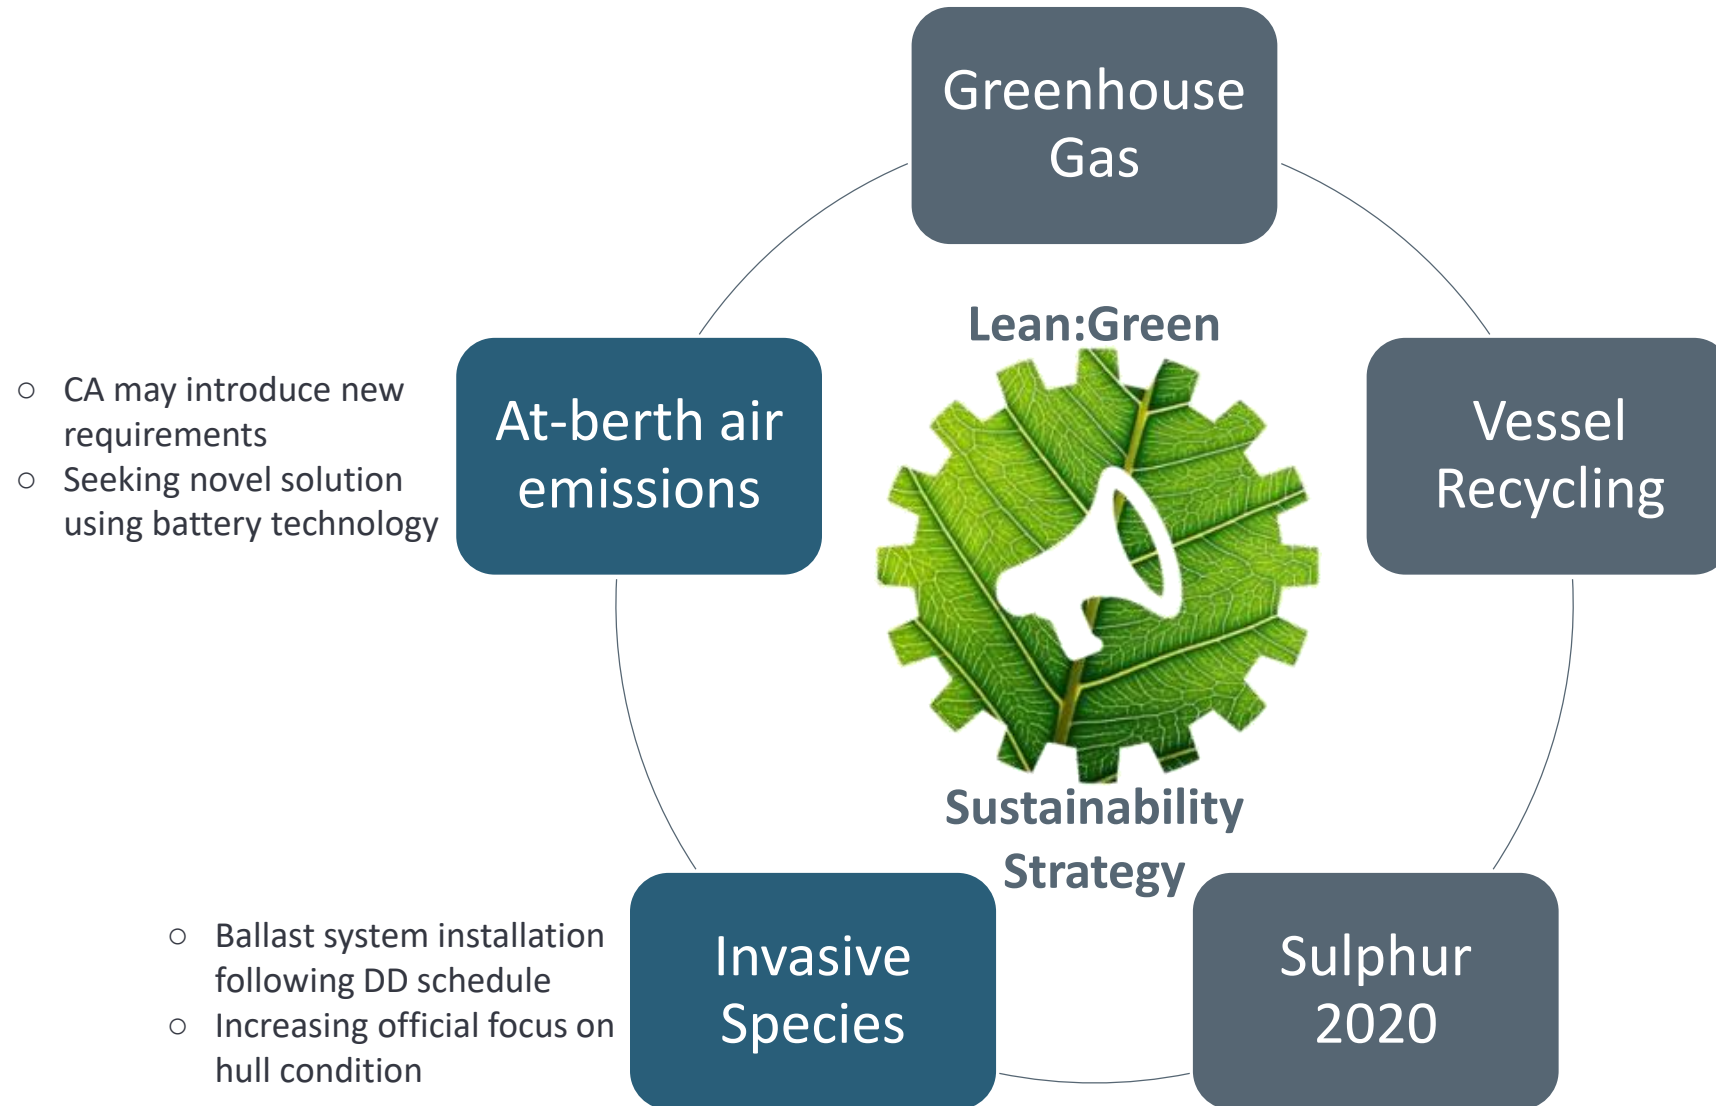 Greenhouse
Gas
Lean:Green
○ CA may introduce new
requirements
○ Seeking novel solution
using battery technology
At-berth air
emissions
Vessel
Recycling
Sustainability
Strategy
○ Ballast system installation
following DD schedule
○ Increasing official focus on
hull condition
Invasive
Species
Sulphur
2020